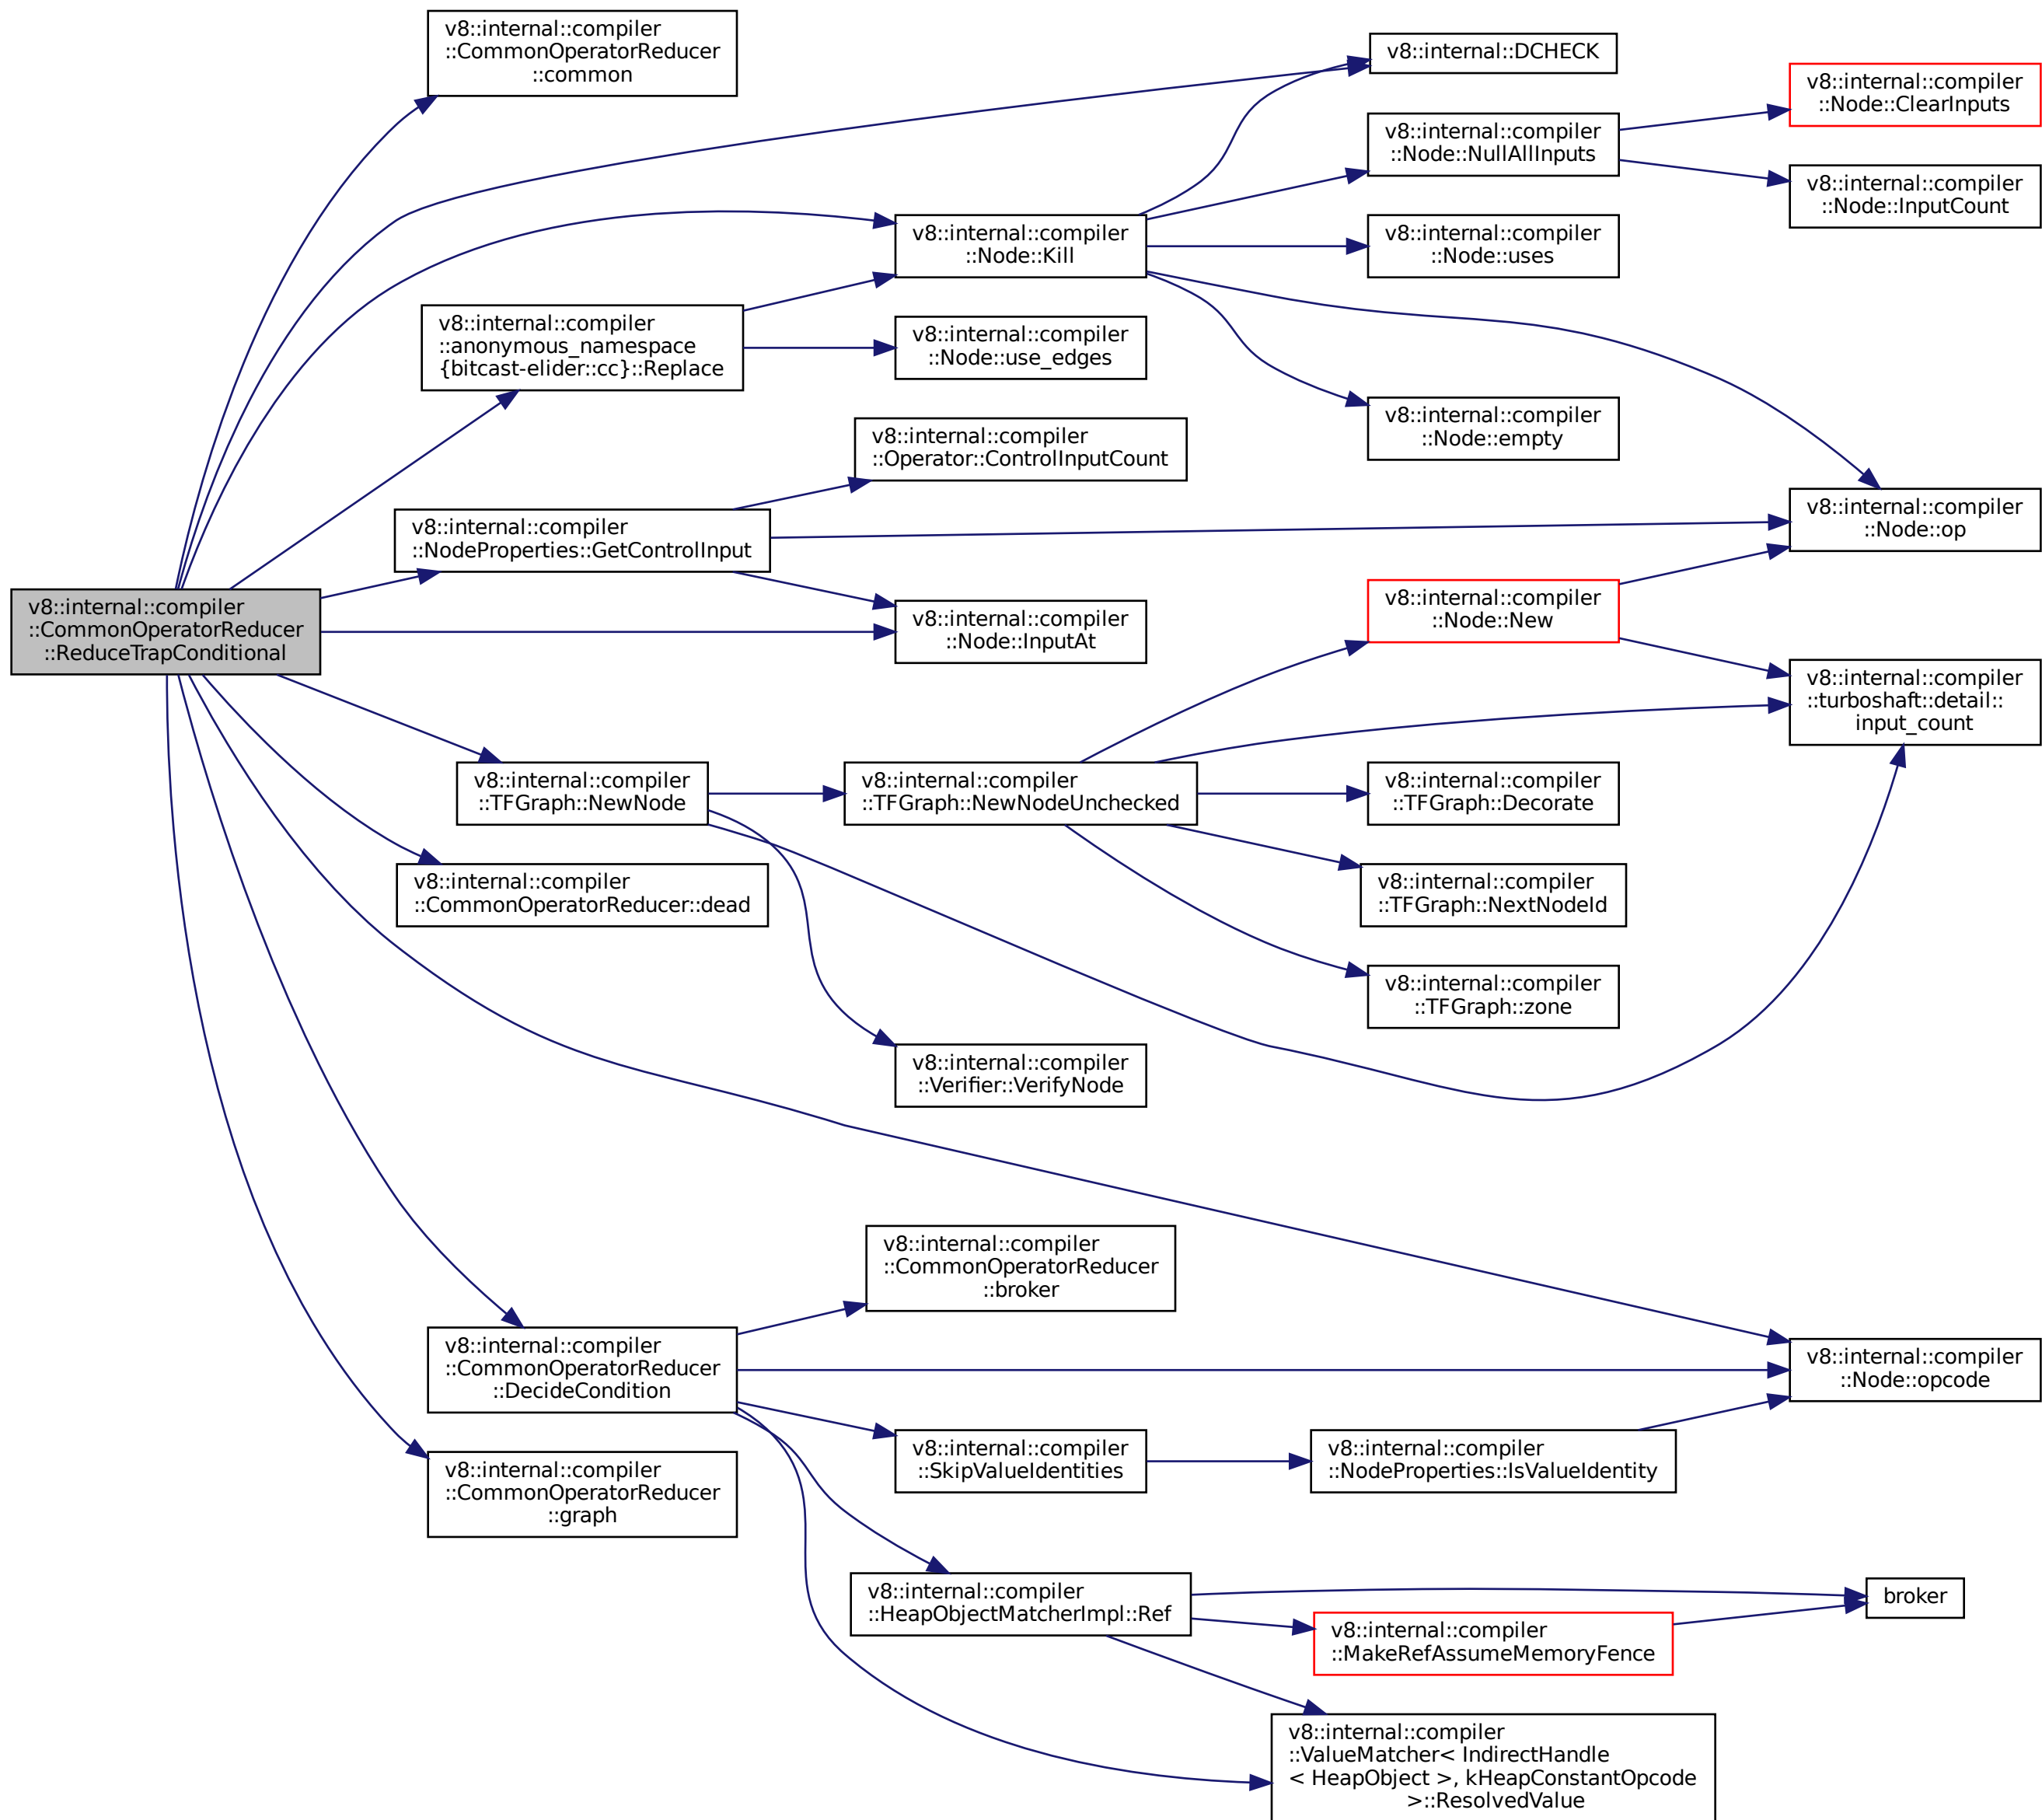 v8::internal::compiler
::CommonOperatorReducer
::ReduceTrapConditional
v8::internal::compiler
::CommonOperatorReducer
::common
v8::internal::DCHECK
v8::internal::compiler
::Node::Kill
v8::internal::compiler
::Node::NullAllInputs
v8::internal::compiler
::Node::ClearInputs
v8::internal::compiler
::Node::InputCount
v8::internal::compiler
::Node::uses
v8::internal::compiler
::Node::empty
v8::internal::compiler
::Node::op
v8::internal::compiler
::anonymous_namespace
{bitcast-elider::cc}::Replace
v8::internal::compiler
::Node::use_edges
v8::internal::compiler
::NodeProperties::GetControlInput
v8::internal::compiler
::Operator::ControlInputCount
v8::internal::compiler
::Node::InputAt
v8::internal::compiler
::TFGraph::NewNode
v8::internal::compiler
::TFGraph::NewNodeUnchecked
v8::internal::compiler
::Node::New
v8::internal::compiler
::turboshaft::detail::
input_count
v8::internal::compiler
::TFGraph::Decorate
v8::internal::compiler
::TFGraph::NextNodeId
v8::internal::compiler
::TFGraph::zone
v8::internal::compiler
::Verifier::VerifyNode
v8::internal::compiler
::CommonOperatorReducer::dead
v8::internal::compiler
::CommonOperatorReducer
::DecideCondition
v8::internal::compiler
::CommonOperatorReducer
::broker
v8::internal::compiler
::Node::opcode
v8::internal::compiler
::SkipValueIdentities
v8::internal::compiler
::NodeProperties::IsValueIdentity
v8::internal::compiler
::HeapObjectMatcherImpl::Ref
broker
v8::internal::compiler
::MakeRefAssumeMemoryFence
v8::internal::compiler
::ValueMatcher< IndirectHandle
< HeapObject >, kHeapConstantOpcode
>::ResolvedValue
v8::internal::compiler
::CommonOperatorReducer
::graph